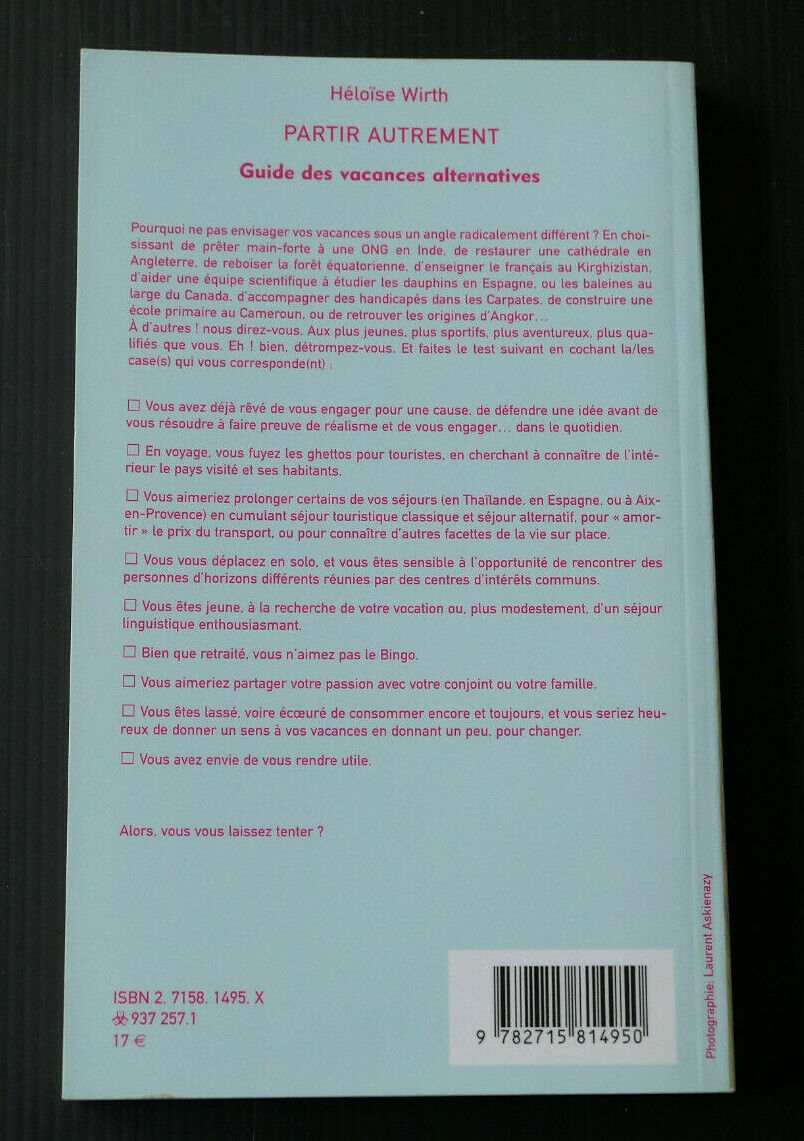 Héloïse Wirth
PARTIR AUTREMENT
Guide des vacances alternatives
Pourquoi ne pas envisager vos vacances sous un angle radicalement différent ? En choi-
sissant de prêter main-forte à une ONG en Inde, de restaurer une cathédrale en
Angleterre, de reboiser la forêt équatorienne, d'enseigner le français au Kirghizistan,
d'aider une équipe scientifique à étudier les dauphins en Espagne, ou les baleines au
large du Canada, d'accompagner des handicapés dans les Carpates, de construire une
école primaire au Cameroun, ou de retrouver les origines d'Angkor...
À d'autres ! nous direz-vous. Aux plus jeunes, plus sportifs, plus aventureux, plus qua-
lifiés que vous. Eh ! bien, détrompez-vous. Et faites le test suivant en cochant la/les
case(s) qui vous corresponde(nt) :
☐ Vous avez déjà rêvé de vous engager pour une cause, de défendre une idée avant de
vous résoudre à faire preuve de réalisme et de vous engager... dans le quotidien.
☐ En voyage, vous fuyez les ghettos pour touristes, en cherchant à connaître de l'inté-
rieur le pays visité et ses habitants.
☐ Vous aimeriez prolonger certains de vos séjours (en Thaïlande, en Espagne, ou à Aix-
en-Provence) en cumulant séjour touristique classique et séjour alternatif, pour « amor-
tir » le prix du transport, ou pour connaître d'autres facettes de la vie sur place.
☐ Vous vous déplacez en solo, et vous êtes sensible à l'opportunité de rencontrer des
personnes d'horizons différents réunies par des centres d'intérêts communs.
☐ Vous êtes jeune, à la recherche de votre vocation ou, plus modestement, d'un séjour
linguistique enthousiasmant.
☐ Bien que retraité, vous n'aimez pas le Bingo.
☐ Vous aimeriez partager votre passion avec votre conjoint ou votre famille.
☐ Vous êtes lassé, voire écœuré de consommer encore et toujours, et vous seriez heu-
reux de donner un sens à vos vacances en donnant un peu, pour changer.
☐ Vous avez envie de vous rendre utile.
Alors, vous vous laissez tenter ?
Photographie: Laurent Askienazy
ISBN 2. 7158. 1495. X
☣ 937 257.1
17 €
9 782715 814950